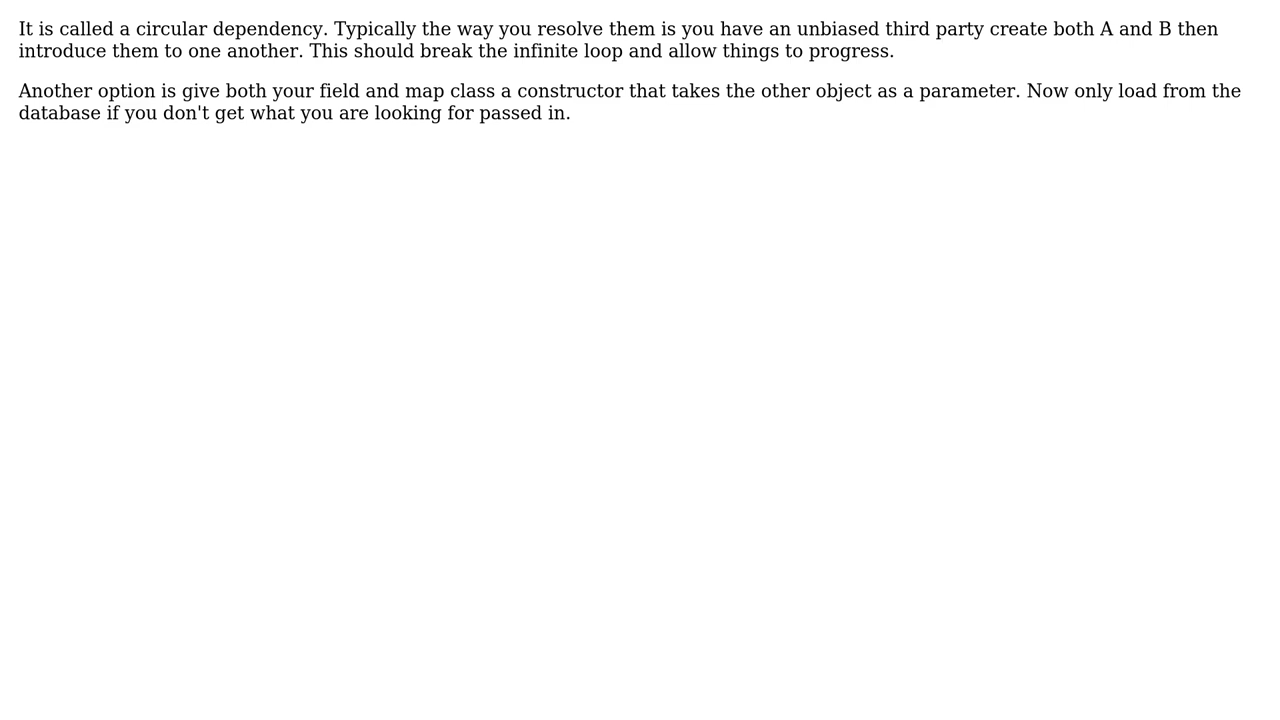 It is called a circular dependency. Typically the way you resolve them is you have an unbiased third party create both A and B then
introduce them to one another. This should break the infinite loop and allow things to progress.
Another option is give both your field and map class a constructor that takes the other object as a parameter. Now only load from the
database if you don't get what you are looking for passed in.